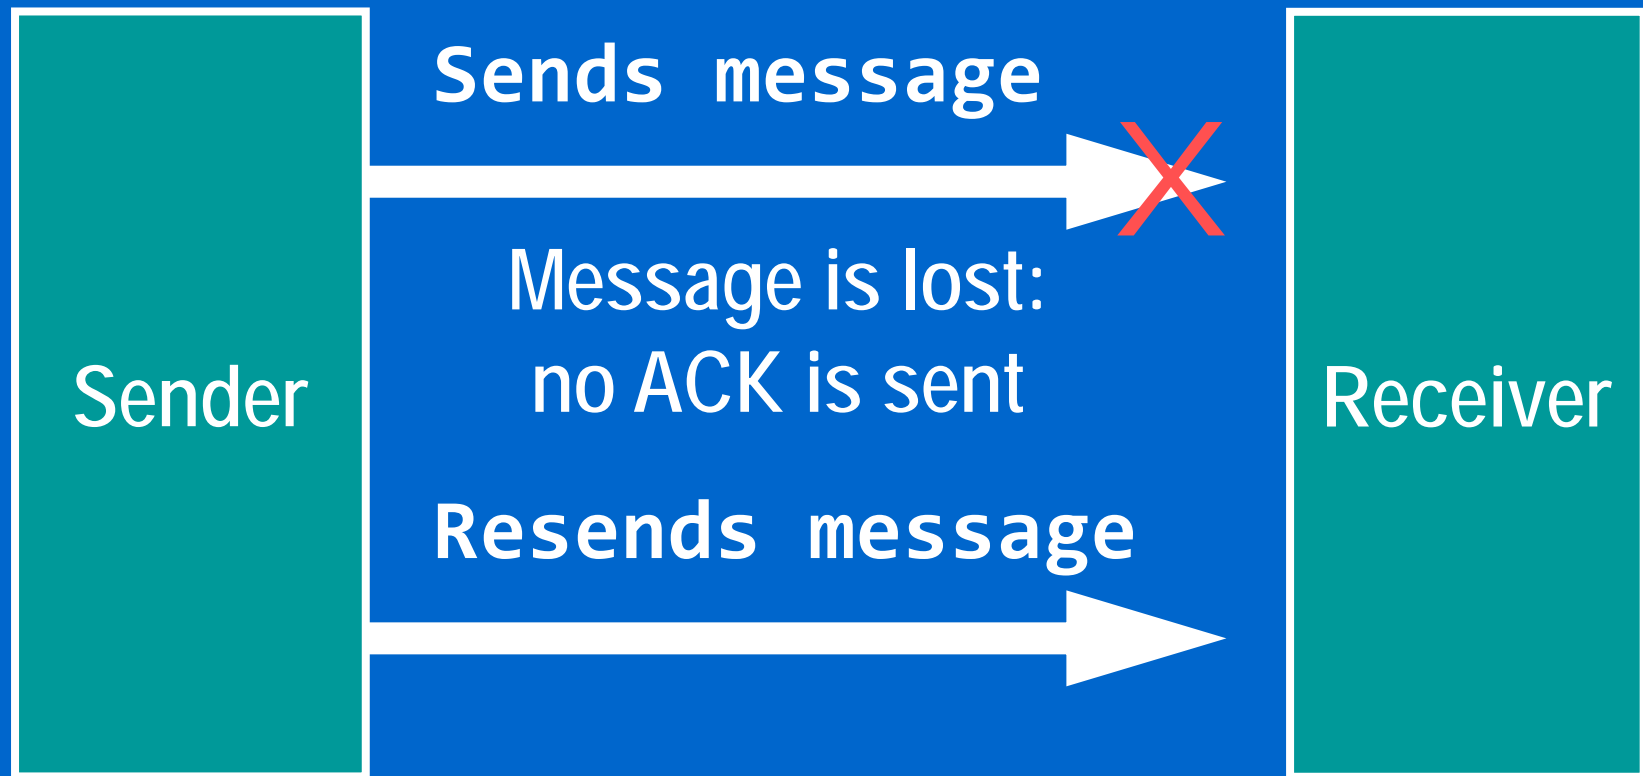 Sends message
Message is lost:
no ACK is sent
Sender
Receiver
Resends message